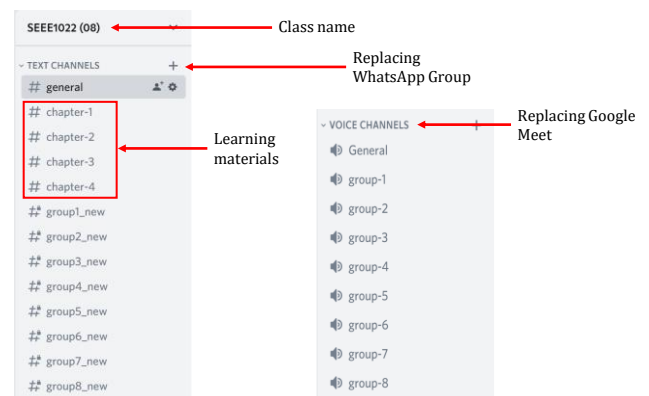 SEEE1022 (08)
Class name
TEXT CHANNELS
Replacing
WhatsApp Group
# general
# chapter-1
# chapter-2
# chapter-3
# chapter-4
Learning
materials
# group1_new
# group2_new
# group3_new
# group4_new
# group5_new
# group6_new
# group7_new
# group8_new
VOICE CHANNELS
Replacing Google
Meet
General
group-1
group-2
group-3
group-4
group-5
group-6
group-7
group-8